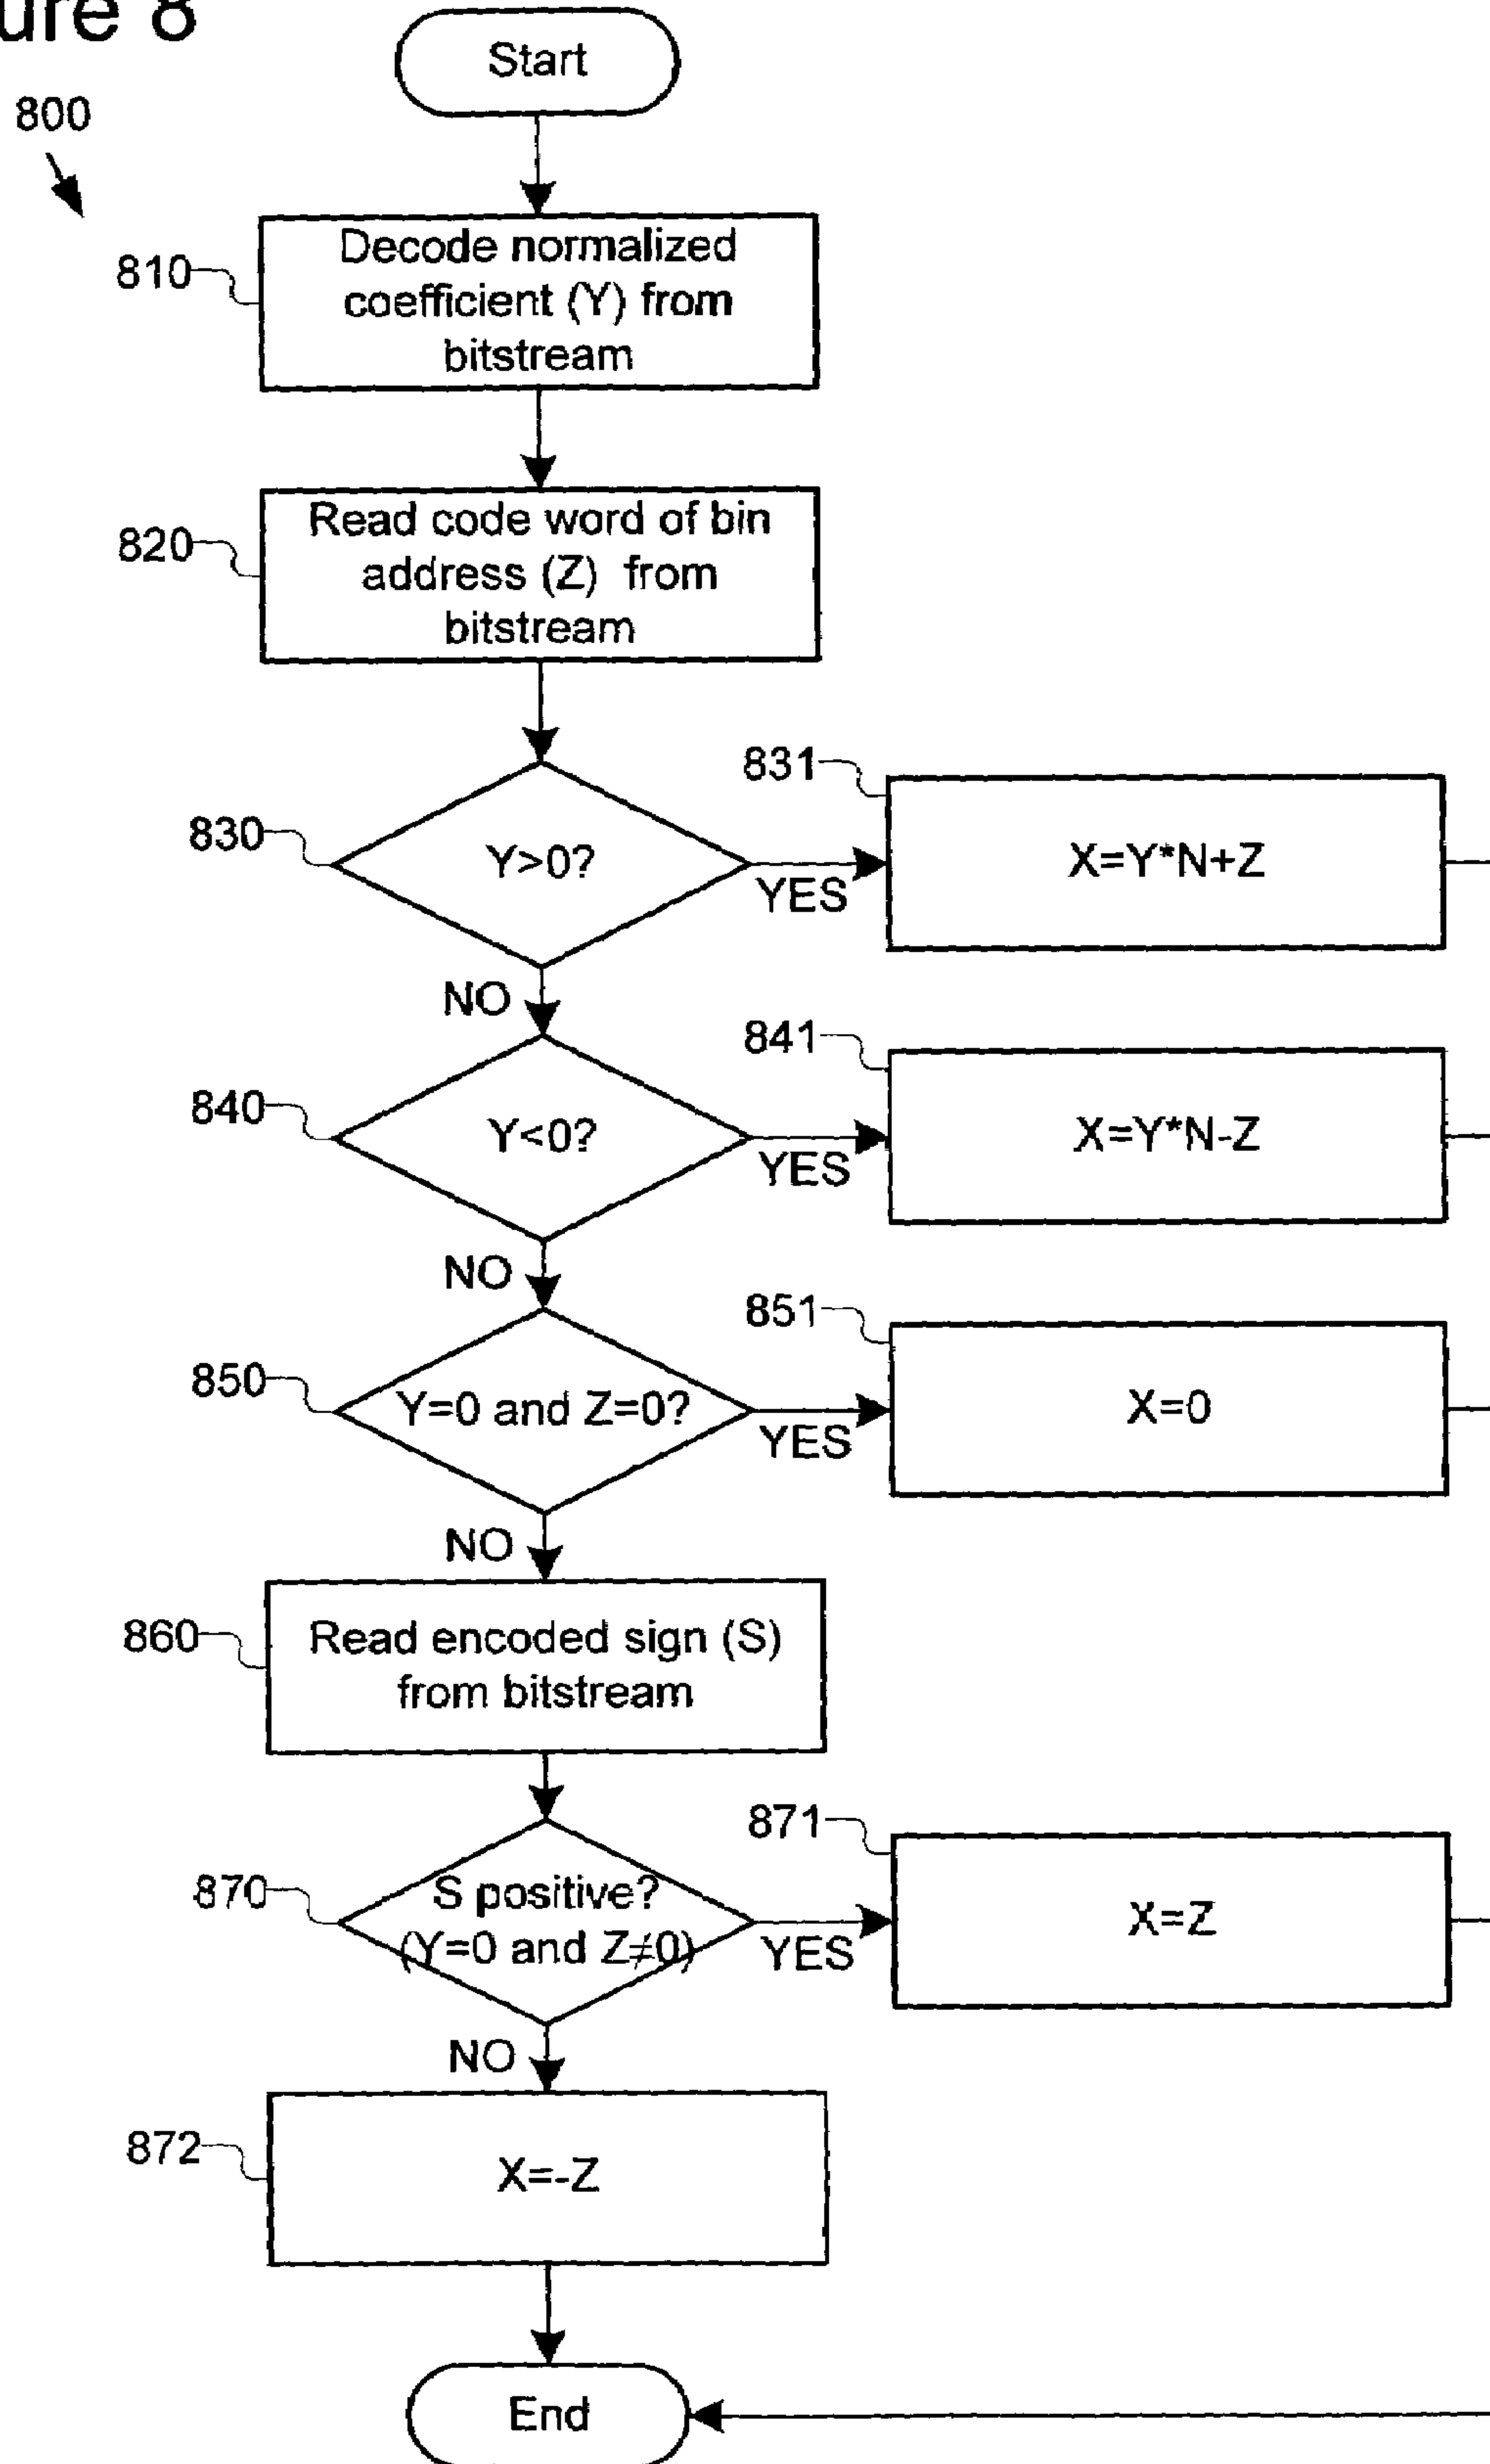 ure 8
Start
800
810
Decode normalized
coefficient (Y) from
bitstream
820
Read code word of bin
address (Z) from
bitstream
830
Y>0?
YES
831
X=Y*N+Z
NO
840
Y<0?
YES
841
X=Y*N-Z
NO
850
Y=0 and Z=0?
YES
851
X=0
NO
860
Read encoded sign (S)
from bitstream
870
S positive?
(Y=0 and Z≠0)
YES
871
X=Z
NO
872
X=-Z
End